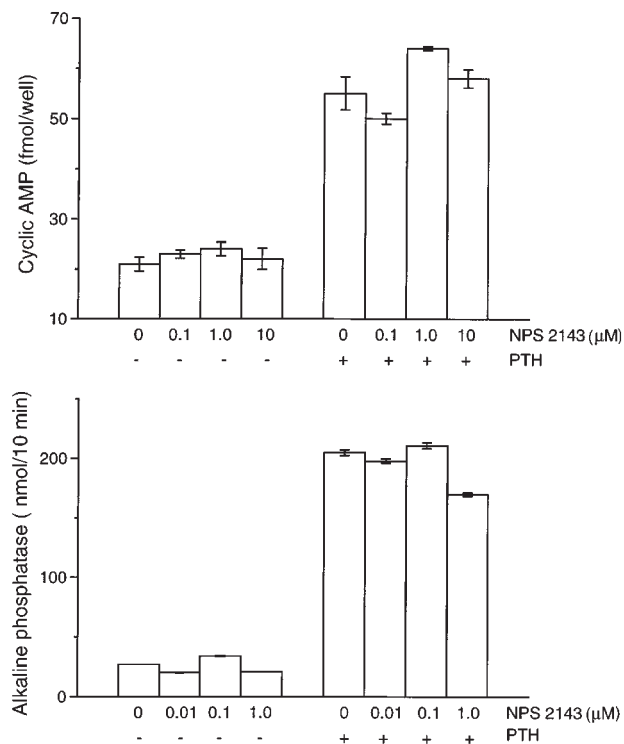 70
50
30
10
Cyclic AMP (fmol/well)
0 0.1 1.0 10 0 0.1 1.0 10 NPS 2143 (μM)
- - - - + + + + PTH
200
100
0
Alkaline phosphatase ( nmol/10 min)
0 0.01 0.1 1.0 0 0.01 0.1 1.0 NPS 2143 (μM)
- - - - + + + + PTH